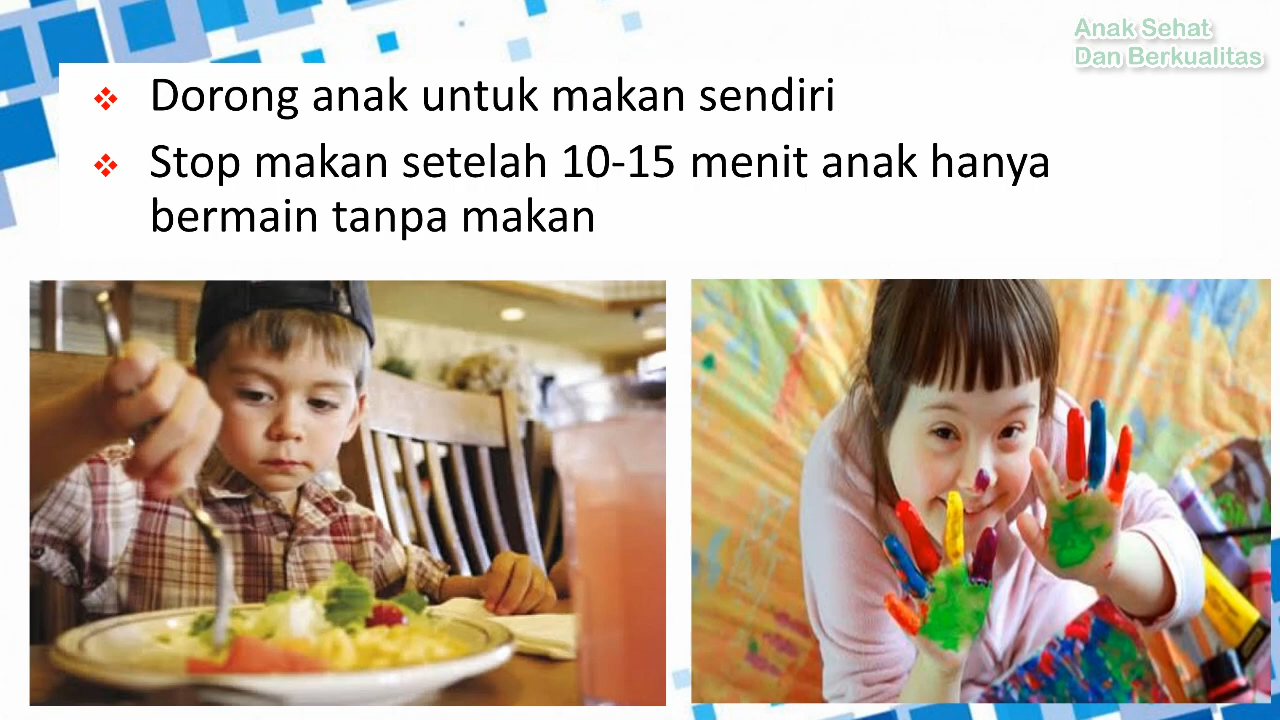 Anak Sehat
Dan Berkualitas
Dorong anak untuk makan sendiri
Stop makan setelah 10-15 menit anak hanya
bermain tanpa makan